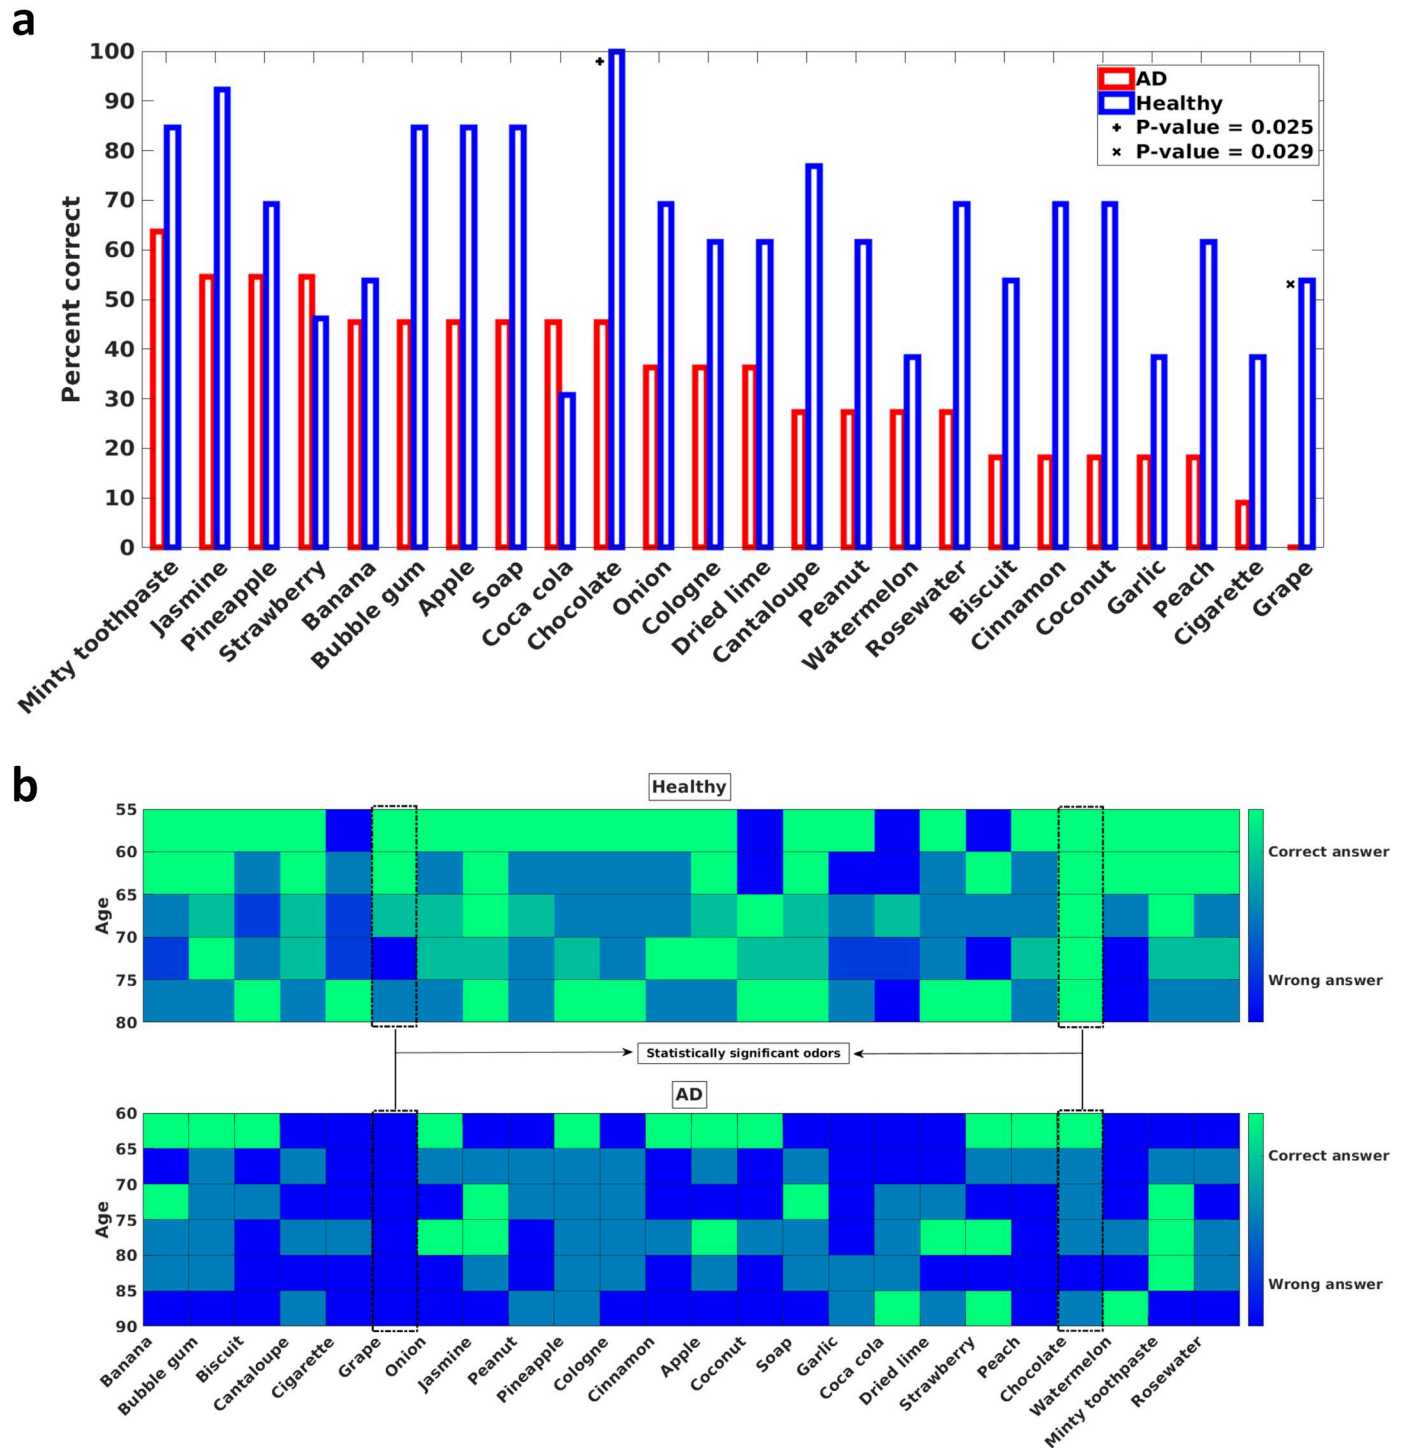 a
100
90
80
70
60
50
40
30
20
10
0
Percent correct
AD
Healthy
+ P-value = 0.025
× P-value = 0.029
Minty toothpaste
Jasmine
Pineapple
Strawberry
Banana
Bubble gum
Apple
Soap
Coca cola
Chocolate
Onion
Cologne
Dried lime
Cantaloupe
Peanut
Watermelon
Rosewater
Biscuit
Cinnamon
Coconut
Garlic
Peach
Cigarette
Grape
b
Healthy
55
60
65
70
75
80
Age
Correct answer
Wrong answer
Statistically significant odors
AD
60
65
70
75
80
85
90
Age
Correct answer
Wrong answer
Banana
Bubble gum
Biscuit
Cantaloupe
Cigarette
Grape
Onion
Jasmine
Peanut
Pineapple
Cologne
Cinnamon
Apple
Coconut
Soap
Garlic
Coca cola
Dried lime
Strawberry
Peach
Chocolate
Watermelon
Minty toothpaste
Rosewater